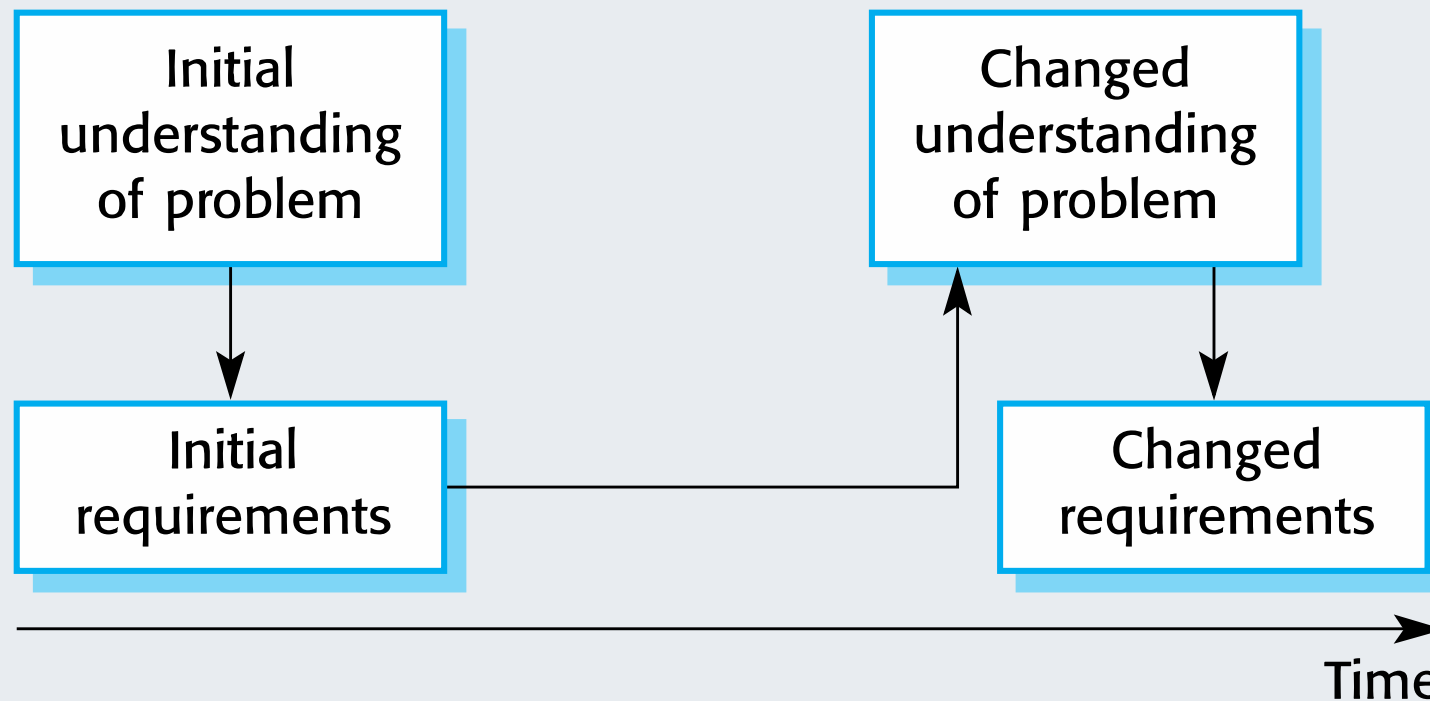 Initial
understanding
of problem
Changed
understanding
of problem
Initial
requirements
Changed
requirements
Time